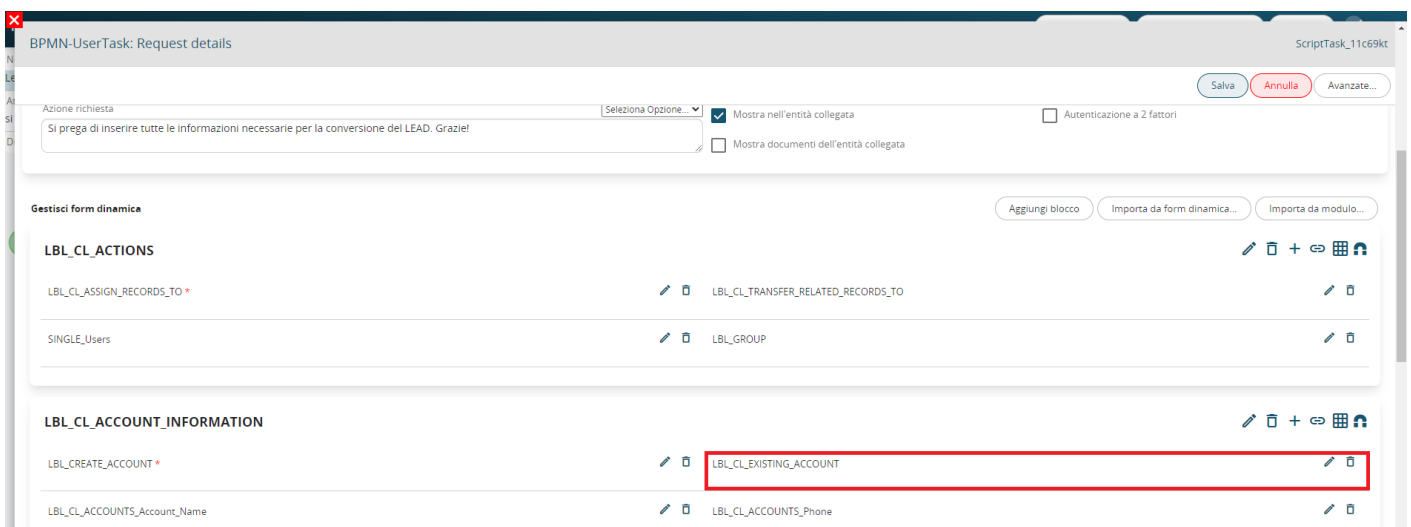 BPMN-UserTask: Request details
ScriptTask_11c69kt
Salva
Annulla
Avanzate...
Azione richiesta
Seleziona Opzione...
Mostra nell'entità collegata
Autenticazione a 2 fattori
Si prega di inserire tutte le informazioni necessarie per la conversione del LEAD. Grazie!
Mostra documenti dell'entità collegata
Gestisci form dinamica
Aggiungi blocco
Importa da form dinamica...
Importa da modulo...
LBL_CL_ACTIONS
LBL_CL_ASSIGN_RECORDS_TO *
LBL_CL_TRANSFER_RELATED_RECORDS_TO
SINGLE_Users
LBL_GROUP
LBL_CL_ACCOUNT_INFORMATION
LBL_CREATE_ACCOUNT *
LBL_CL_EXISTING_ACCOUNT
LBL_CL_ACCOUNTS_Account_Name
LBL_CL_ACCOUNTS_Phone